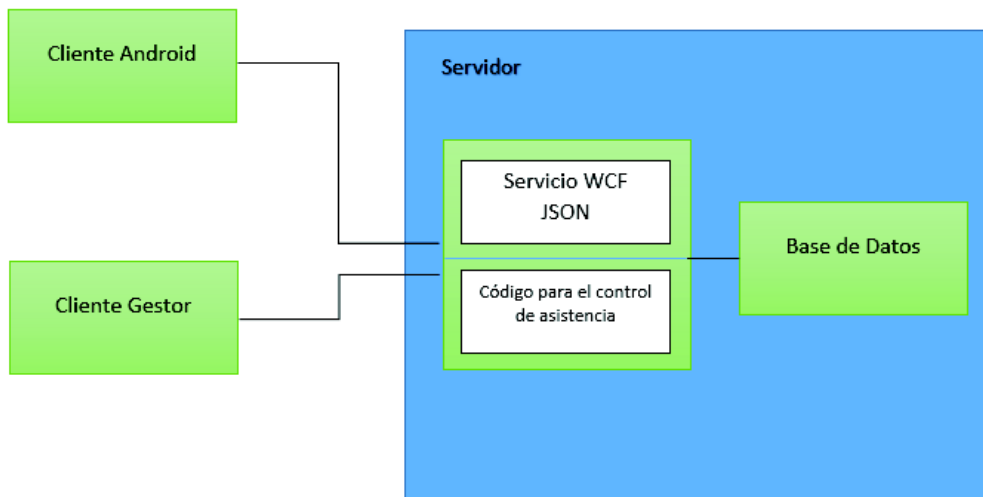 Cliente Android
Servidor
Servicio WCF
JSON
Base de Datos
Cliente Gestor
Código para el control
de asistencia